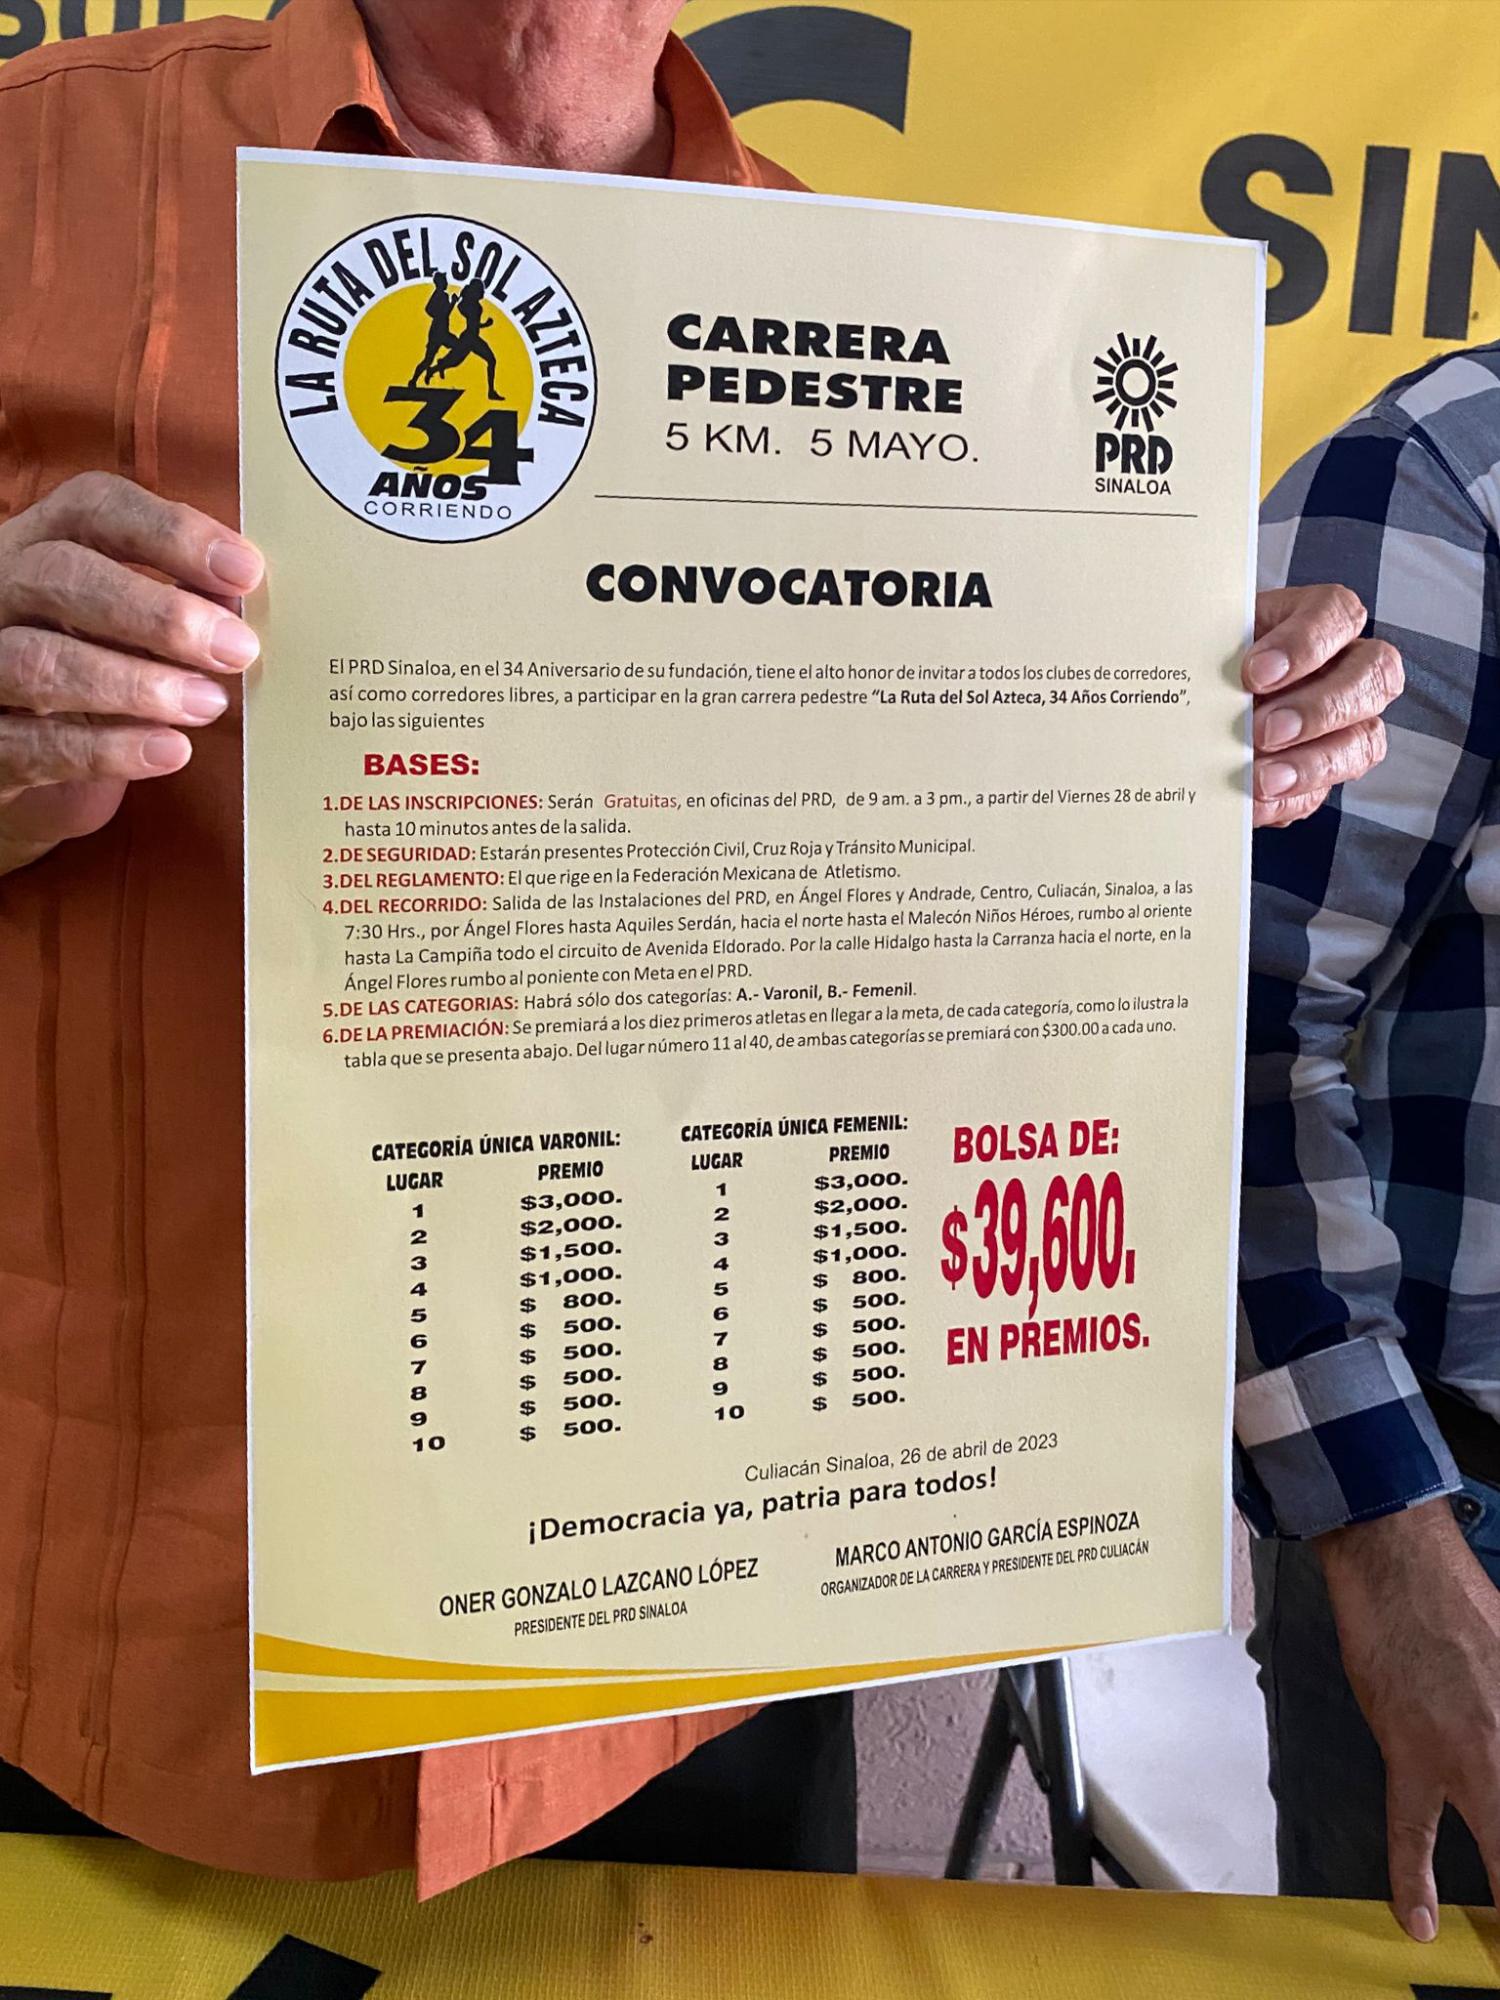 SIN
LA RUTA DEL SOL AZTECA
34
AÑOS
CORRIENDO
CARRERA
PEDESTRE
5 KM. 5 MAYO.
PRD
SINALOA
CONVOCATORIA
El PRD Sinaloa, en el 34 Aniversario de su fundación, tiene el alto honor de invitar a todos los clubes de corredores,
así como corredores libres, a participar en la gran carrera pedestre “La Ruta del Sol Azteca, 34 Años Corriendo”,
bajo las siguientes
BASES:
1.DE LAS INSCRIPCIONES: Serán Gratuitas, en oficinas del PRD, de 9 am. a 3 pm., a partir del Viernes 28 de abril y
hasta 10 minutos antes de la salida.
2.DE SEGURIDAD: Estarán presentes Protección Civil, Cruz Roja y Tránsito Municipal.
3.DEL REGLAMENTO: El que rige en la Federación Mexicana de Atletismo.
4.DEL RECORRIDO: Salida de las Instalaciones del PRD, en Ángel Flores y Andrade, Centro, Culiacán, Sinaloa, a las
7:30 Hrs., por Ángel Flores hasta Aquiles Serdán, hacia el norte hasta el Malecón Niños Héroes, rumbo al oriente
hasta La Campiña todo el circuito de Avenida Eldorado. Por la calle Hidalgo hasta la Carranza hacia el norte, en la
Ángel Flores rumbo al poniente con Meta en el PRD.
5.DE LAS CATEGORIAS: Habrá sólo dos categorías: A.- Varonil, B.- Femenil.
6.DE LA PREMIACIÓN: Se premiará a los diez primeros atletas en llegar a la meta, de cada categoría, como lo ilustra la
tabla que se presenta abajo. Del lugar número 11 al 40, de ambas categorías se premiará con $300.00 a cada uno.
CATEGORÍA ÚNICA VARONIL:
LUGAR PREMIO
1 $3,000.
2 $2,000.
3 $1,500.
4 $1,000.
5 $ 800.
6 $ 500.
7 $ 500.
8 $ 500.
9 $ 500.
10 $ 500.
CATEGORÍA ÚNICA FEMENIL:
LUGAR PREMIO
1 $3,000.
2 $2,000.
3 $1,500.
4 $1,000.
5 $ 800.
6 $ 500.
7 $ 500.
8 $ 500.
9 $ 500.
10 $ 500.
BOLSA DE:
$39,600.
EN PREMIOS.
Culiacán Sinaloa, 26 de abril de 2023
¡Democracia ya, patria para todos!
ONER GONZALO LAZCANO LÓPEZ
PRESIDENTE DEL PRD SINALOA
MARCO ANTONIO GARCÍA ESPINOZA
ORGANIZADOR DE LA CARRERA Y PRESIDENTE DEL PRD CULIACÁN